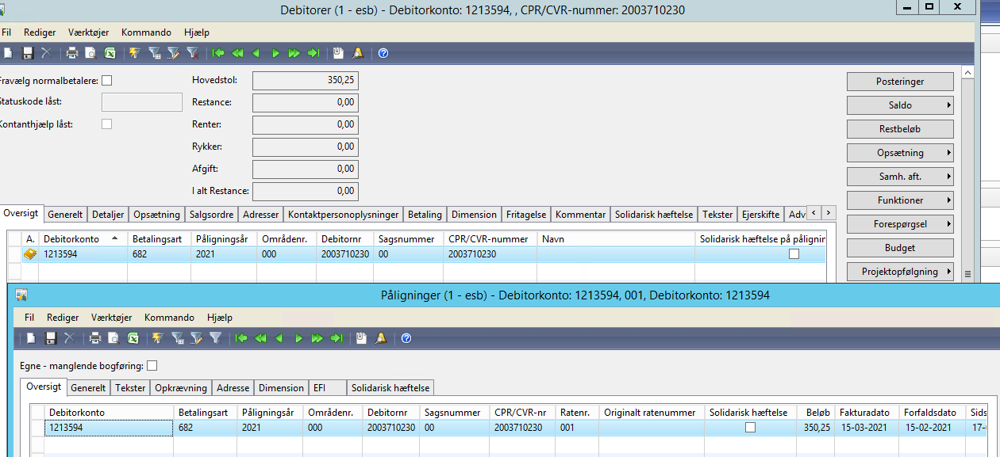 Debitorer (1 - esb) - Debitorkonto: 1213594, , CPR/CVR-nummer: 2003710230
Fil Rediger Værktøjer Kommando Hjælp
Fravælg normalbetalere:
Statuskode låst:
Kontanthjælp låst:
Hovedstol: 350,25
Restance: 0,00
Renter: 0,00
Rykker: 0,00
Afgift: 0,00
I alt Restance: 0,00
Posteringer
Saldo
Restbeløb
Opsætning
Samh. aft.
Funktioner
Forespørgsel
Budget
Projektopfølgning
Oversigt Generelt Detaljer Opsætning Salgsordre Adresser Kontaktpersonoplysninger Betaling Dimension Fritagelse Kommentar Solidarisk hæftelse Tekster Ejerskifte Adv
A. Debitorkonto Betalingsart Påligningsår Områdenr. Debitornr Sagsnummer CPR/CVR-nummer Navn Solidarisk hæftelse på pålignin
1213594 682 2021 000 2003710230 00 2003710230
Påligninger (1 - esb) - Debitorkonto: 1213594, 001, Debitorkonto: 1213594
Fil Rediger Værktøjer Kommando Hjælp
Egne - manglende bogføring:
Oversigt Generelt Tekster Opkrævning Adresse Dimension EFI Solidarisk hæftelse
Debitorkonto Betalingsart Påligningsår Områdenr. Debitornr Sagsnummer CPR/CVR-nr Ratenr. Originalt ratenummer Solidarisk hæftelse Beløb Fakturadato Forfaldsdato Sids
1213594 682 2021 000 2003710230 00 2003710230 001 350,25 15-03-2021 15-02-2021 17-